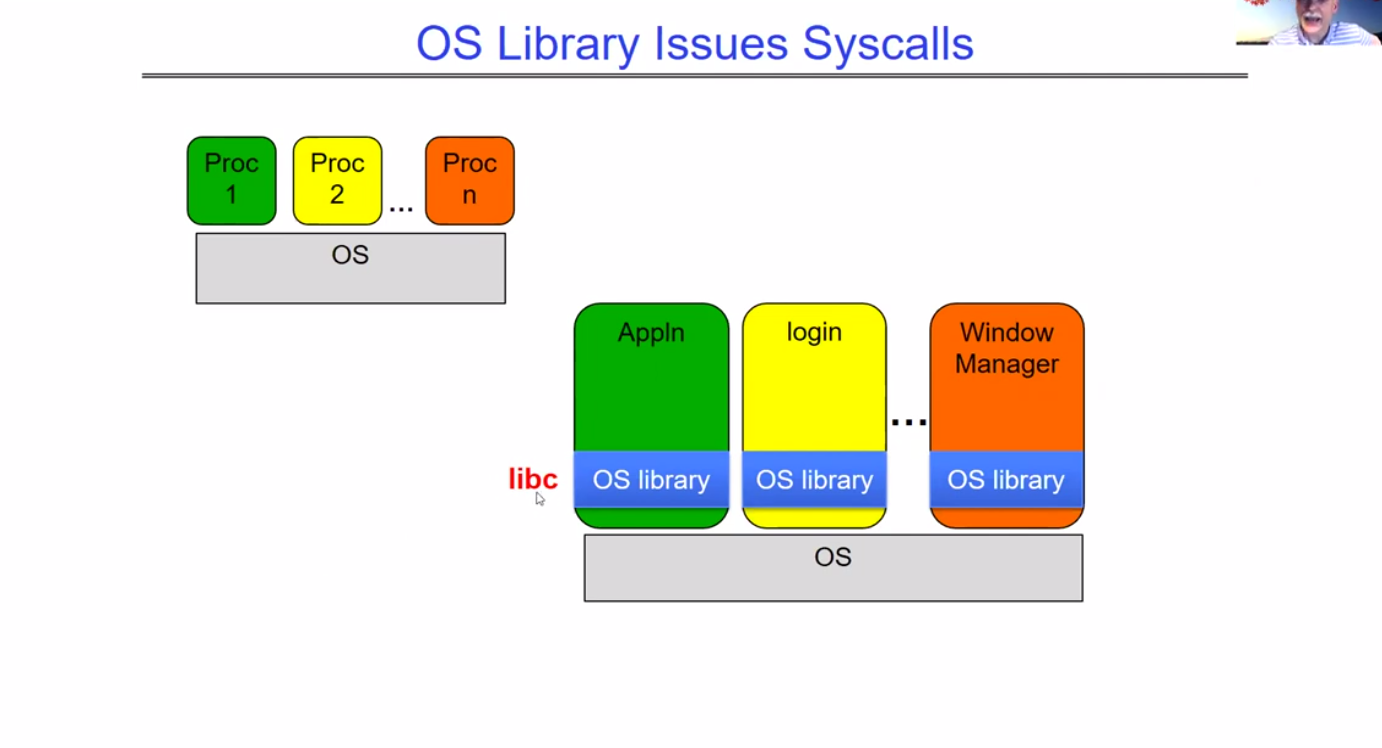 OS Library Issues Syscalls
Proc
1
Proc
2
...
Proc
n
OS
Appln
login
...
Window
Manager
libc
OS library
OS library
OS library
OS